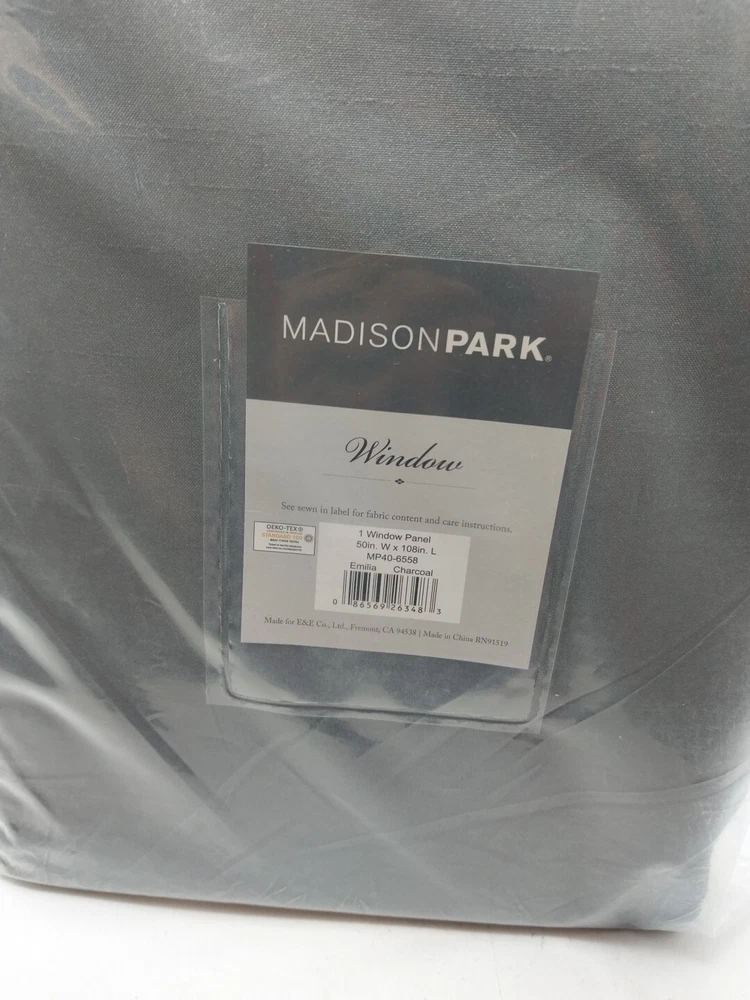 MADISONPARK®
Window
See sewn in label for fabric content and care instructions.
OEKO-TEX®
STANDARD 100
1 Window Panel
50in. W x 108in. L
MP40-6558
Emilia Charcoal
0 86569 26348 3
Made for E&E Co., Ltd., Fremont, CA 94538 | Made in China RN91519